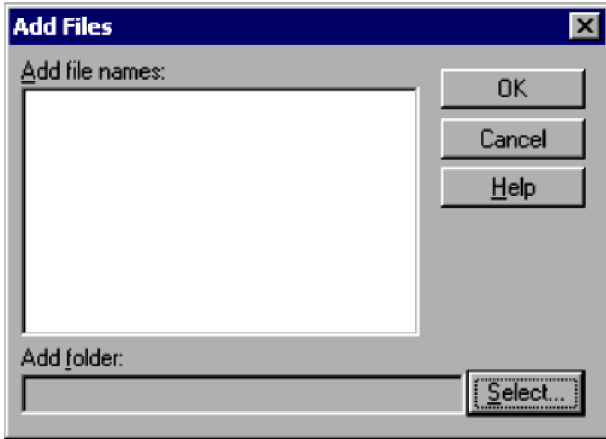 Add Files
Add file names:
OK
Cancel
Help
Add folder:
Select...